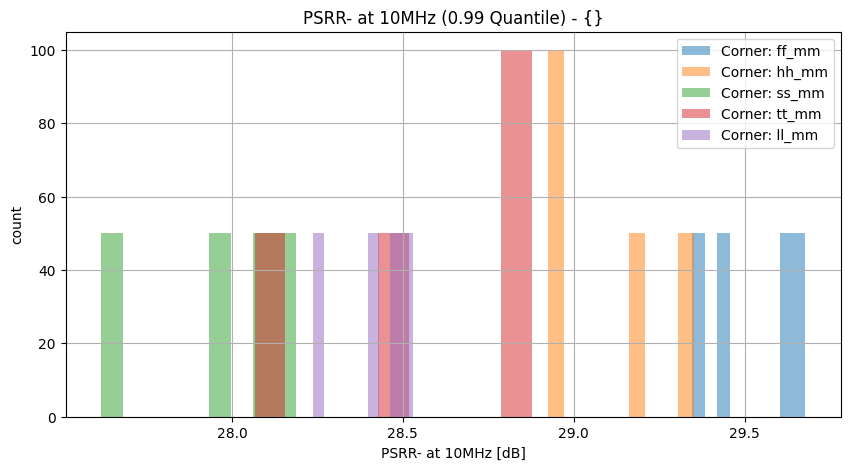 PSRR- at 10MHz (0.99 Quantile) - {}
Corner: ff_mm
Corner: hh_mm
Corner: ss_mm
Corner: tt_mm
Corner: ll_mm
100
80
60
40
20
0
count
28.0 28.5 29.0 29.5
PSRR- at 10MHz [dB]